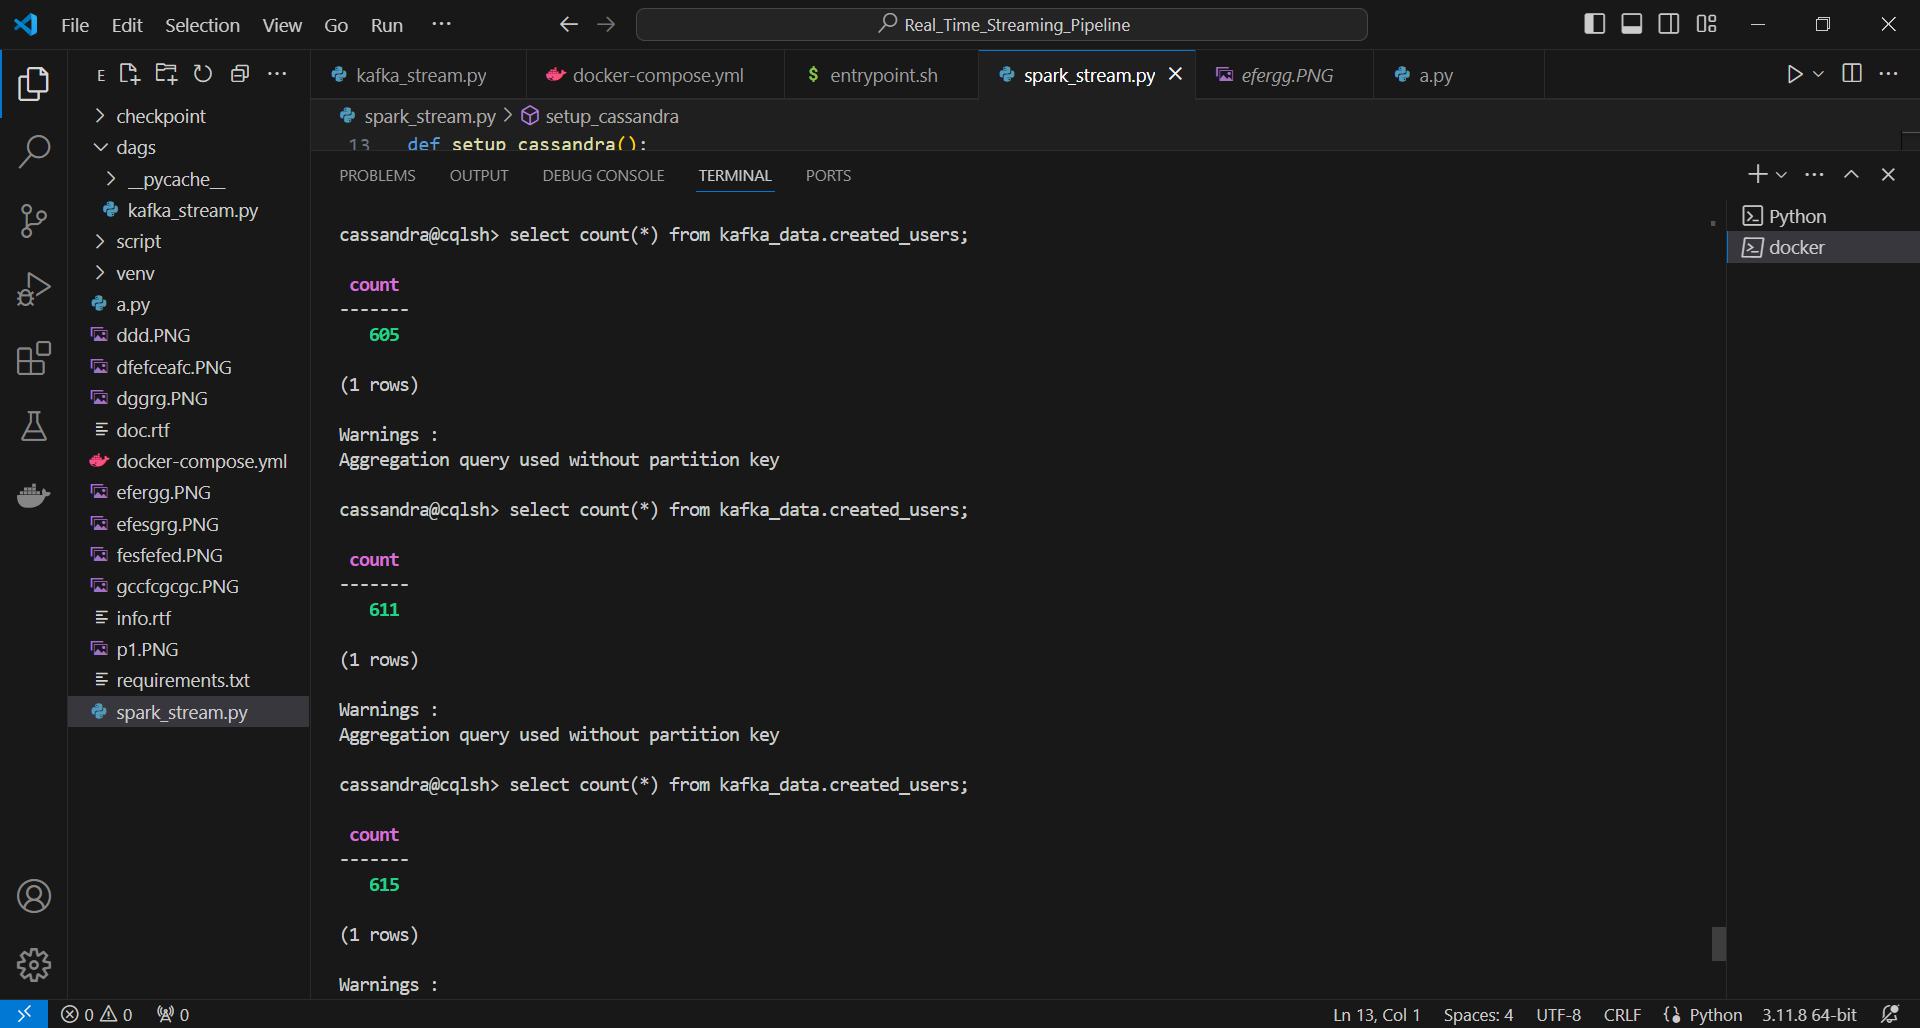 File Edit Selection View Go Run ··· Real_Time_Streaming_Pipeline
E
checkpoint
dags
__pycache__
kafka_stream.py
script
venv
a.py
ddd.PNG
dfefceafc.PNG
dggrg.PNG
doc.rtf
docker-compose.yml
efergg.PNG
efesgrg.PNG
fesfefed.PNG
gccfcgcgc.PNG
info.rtf
p1.PNG
requirements.txt
spark_stream.py
kafka_stream.py docker-compose.yml $ entrypoint.sh spark_stream.py efergg.PNG a.py
spark_stream.py > setup_cassandra
13 def setup_cassandra():
PROBLEMS OUTPUT DEBUG CONSOLE TERMINAL PORTS
Python
docker
cassandra@cqlsh> select count(*) from kafka_data.created_users;
count
-------
605
(1 rows)
Warnings :
Aggregation query used without partition key
cassandra@cqlsh> select count(*) from kafka_data.created_users;
count
-------
611
(1 rows)
Warnings :
Aggregation query used without partition key
cassandra@cqlsh> select count(*) from kafka_data.created_users;
count
-------
615
(1 rows)
Warnings :
0 0 0 Ln 13, Col 1 Spaces: 4 UTF-8 CRLF Python 3.11.8 64-bit